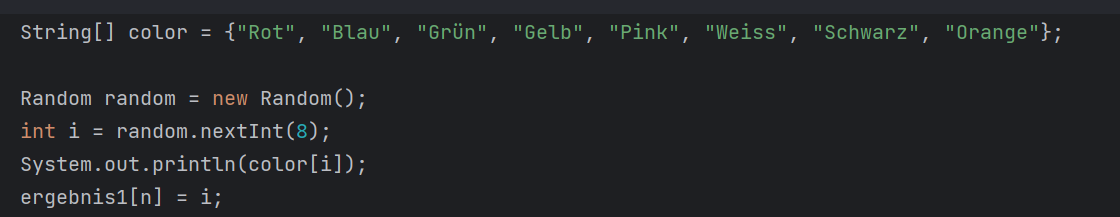 String[] color = {"Rot", "Blau", "Grün", "Gelb", "Pink", "Weiss", "Schwarz", "Orange"};
Random random = new Random();
int i = random.nextInt(8);
System.out.println(color[i]);
ergebnis1[n] = i;